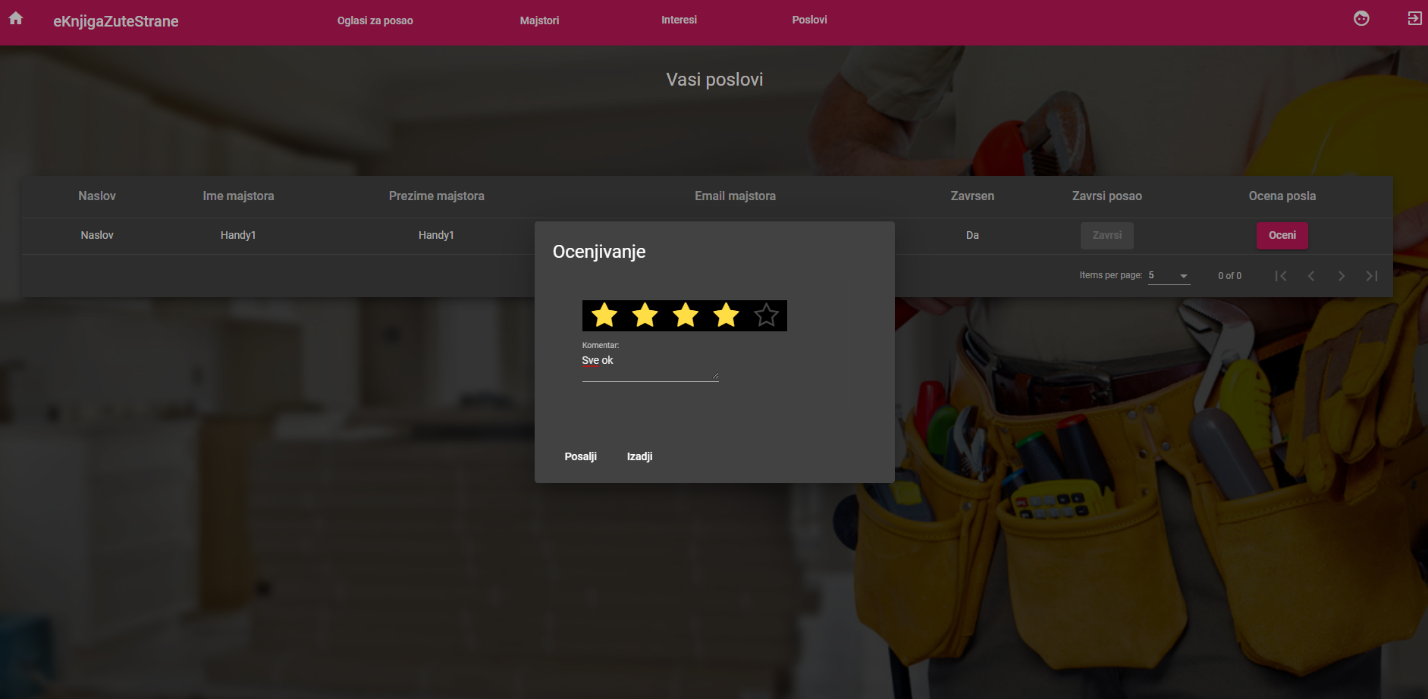 eKnjigaZuteStrane Oglasi za posao Majstori Interesi Poslovi
Vasi poslovi
Naslov Ime majstora Prezime majstora Email majstora Zavrsen Zavrsi posao Ocena posla
Naslov Handy1 Handy1 Da Zavrsi Oceni
Items per page: 5 0 of 0
Ocenjivanje
Komentar:
Sve ok
Posalji Izadji